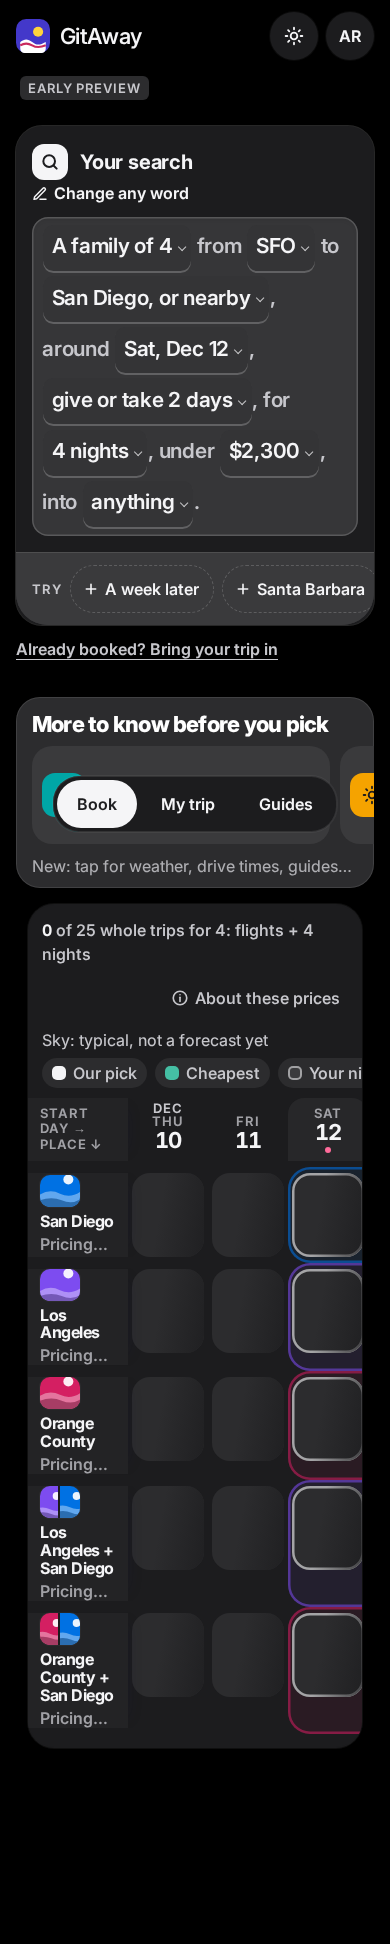 GitAway
AR
EARLY PREVIEW
Your search
Change any word
A family of 4 from SFO to
San Diego, or nearby ,
around Sat, Dec 12 ,
give or take 2 days , for
4 nights , under $2,300 ,
into anything .
TRY + A week later + Santa Barbara
Already booked? Bring your trip in
More to know before you pick
Book My trip Guides
New: tap for weather, drive times, guides...
0 of 25 whole trips for 4: flights + 4
nights
About these prices
Sky: typical, not a forecast yet
Our pick Cheapest Your ni
START
DAY →
PLACE ↓
DEC
THU
10
FRI
11
SAT
12
San Diego
Pricing...
Los
Angeles
Pricing...
Orange
County
Pricing...
Los
Angeles +
San Diego
Pricing...
Orange
County +
San Diego
Pricing...